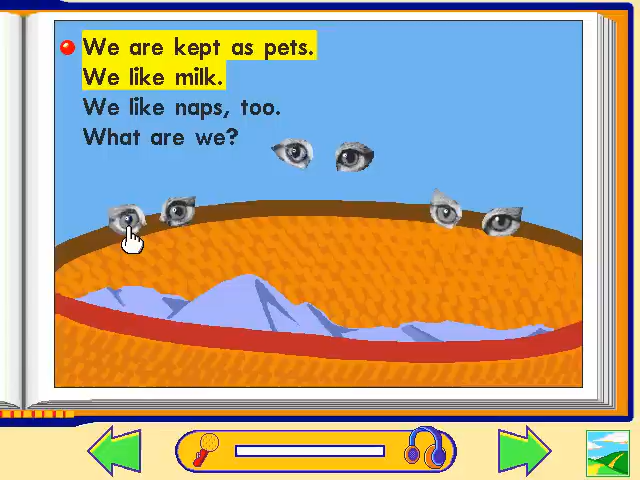 We are kept as pets.
We like milk.
We like naps, too.
What are we?